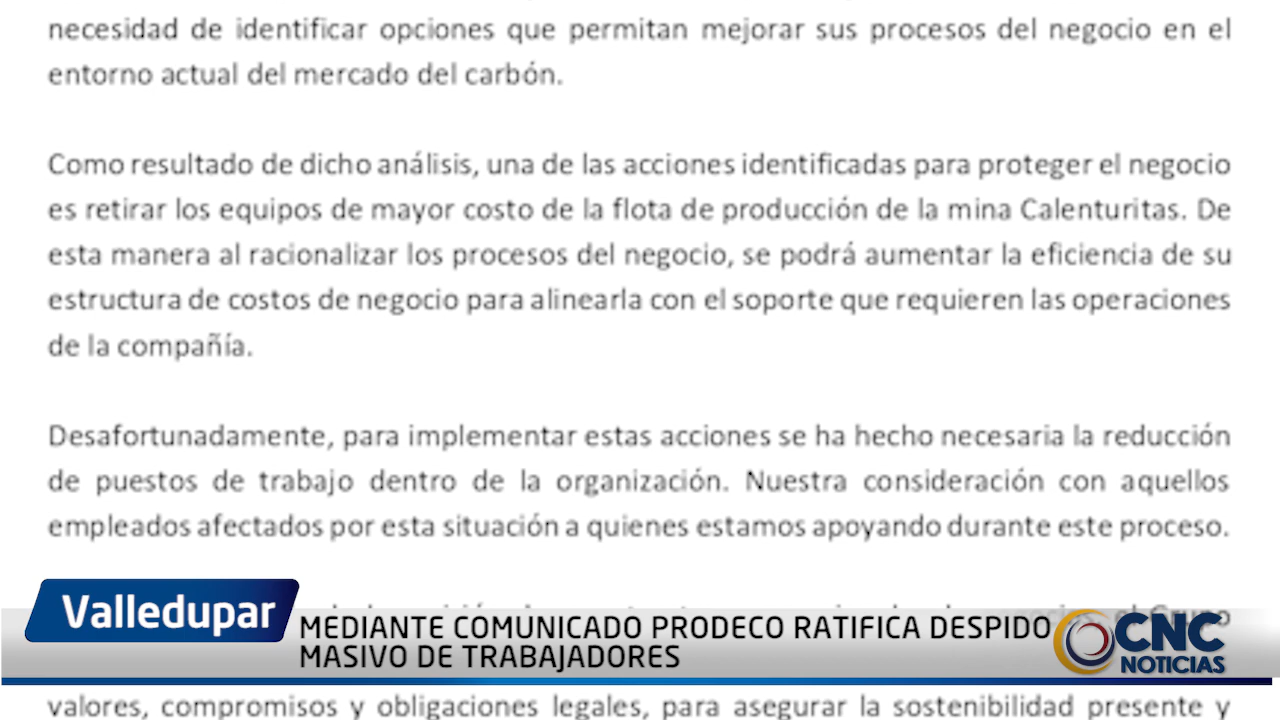 necesidad de identificar opciones que permitan mejorar sus procesos del negocio en el
entorno actual del mercado del carbón.
Como resultado de dicho análisis, una de las acciones identificadas para proteger el negocio
es retirar los equipos de mayor costo de la flota de producción de la mina Calenturitas. De
esta manera al racionalizar los procesos del negocio, se podrá aumentar la eficiencia de su
estructura de costos de negocio para alinearla con el soporte que requieren las operaciones
de la compañía.
Desafortunadamente, para implementar estas acciones se ha hecho necesaria la reducción
de puestos de trabajo dentro de la organización. Nuestra consideración con aquellos
empleados afectados por esta situación a quienes estamos apoyando durante este proceso.
Valledupar
MEDIANTE COMUNICADO PRODECO RATIFICA DESPIDO
MASIVO DE TRABAJADORES
CNC
NOTICIAS
valores, compromisos y obligaciones legales, para asegurar la sostenibilidad presente y